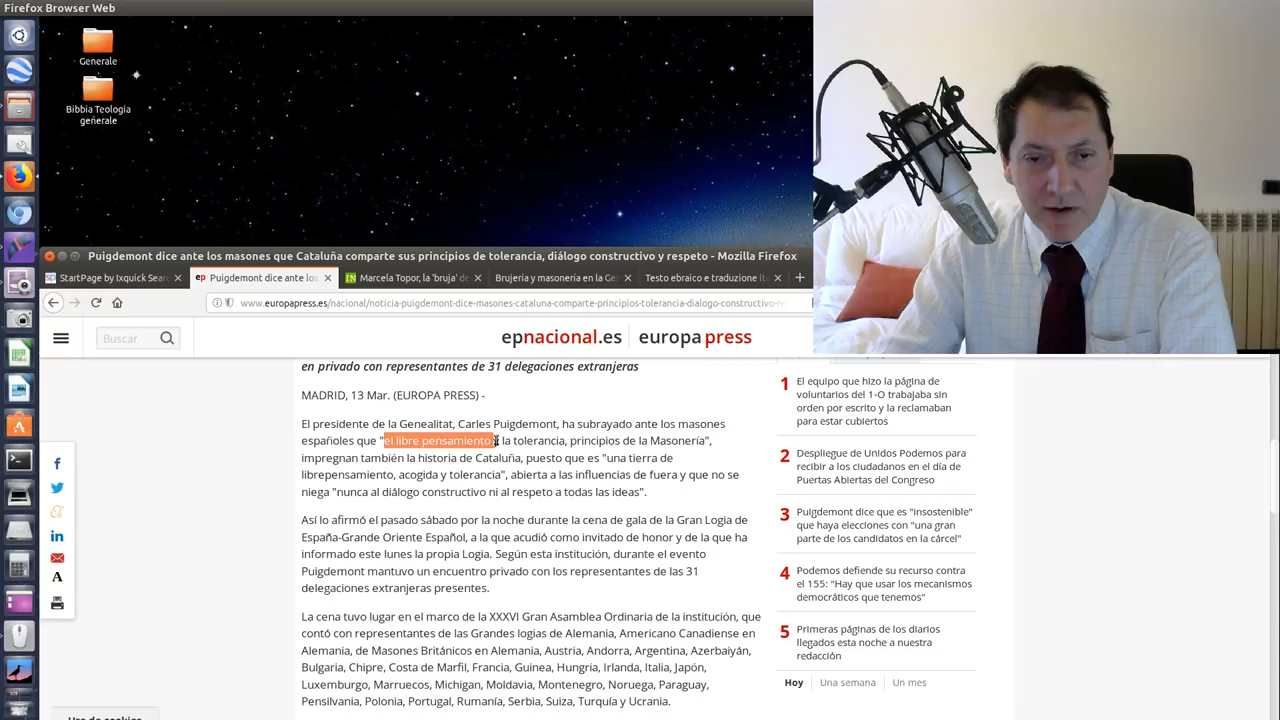 Firefox Browser Web
Generale
Bibbia Teologia
generale
Puigdemont dice ante los masones que Cataluña comparte sus principios de tolerancia, diálogo constructivo y respeto - Mozilla Firefox
StartPage by Ixquick Sear
Puigdemont dice ante los
Marcela Topor, la 'bruja' de
Brujería y masonería en la Ge
Testo ebraico e traduzione it
www.europapress.es/nacional/noticia-puigdemont-dice-masones-cataluna-comparte-principios-tolerancia-dialogo-constructivo-re
Buscar
epnacional.es
europapress
en privado con representantes de 31 delegaciones extranjeras
MADRID, 13 Mar. (EUROPA PRESS) -
El presidente de la Genealitat, Carles Puigdemont, ha subrayado ante los masones
españoles que "el libre pensamiento y la tolerancia, principios de la Masonería",
impregnan también la historia de Cataluña, puesto que es "una tierra de
librepensamiento, acogida y tolerancia", abierta a las influencias de fuera y que no se
niega "nunca al diálogo constructivo ni al respeto a todas las ideas".
Así lo afirmó el pasado sábado por la noche durante la cena de gala de la Gran Logia de
España-Grande Oriente Español, a la que acudió como invitado de honor y de la que ha
informado este lunes la propia Logia. Según esta institución, durante el evento
Puigdemont mantuvo un encuentro privado con los representantes de las 31
delegaciones extranjeras presentes.
La cena tuvo lugar en el marco de la XXXVI Gran Asamblea Ordinaria de la institución, que
contó con representantes de las Grandes logias de Alemania, Americano Canadiense en
Alemania, de Masones Británicos en Alemania, Austria, Andorra, Argentina, Azerbaiyán,
Bulgaria, Chipre, Costa de Marfil, Francia, Guinea, Hungría, Irlanda, Italia, Japón,
Luxemburgo, Marruecos, Michigan, Moldavia, Montenegro, Noruega, Paraguay,
Pensilvania, Polonia, Portugal, Rumanía, Serbia, Suiza, Turquía y Ucrania.
1 El equipo que hizo la página de
voluntarios del 1-O trabajaba sin
orden por escrito y la reclamaban
para estar cubiertos
2 Despliegue de Unidos Podemos para
recibir a los ciudadanos en el día de
Puertas Abiertas del Congreso
3 Puigdemont dice que es "insostenible"
que haya elecciones con "una gran
parte de los candidatos en la cárcel"
4 Podemos defiende su recurso contra
el 155: "Hay que usar los mecanismos
democráticos que tenemos"
5 Primeras páginas de los diarios
llegados esta noche a nuestra
redacción
Hoy
Una semana
Un mes
A
Uso de cookies